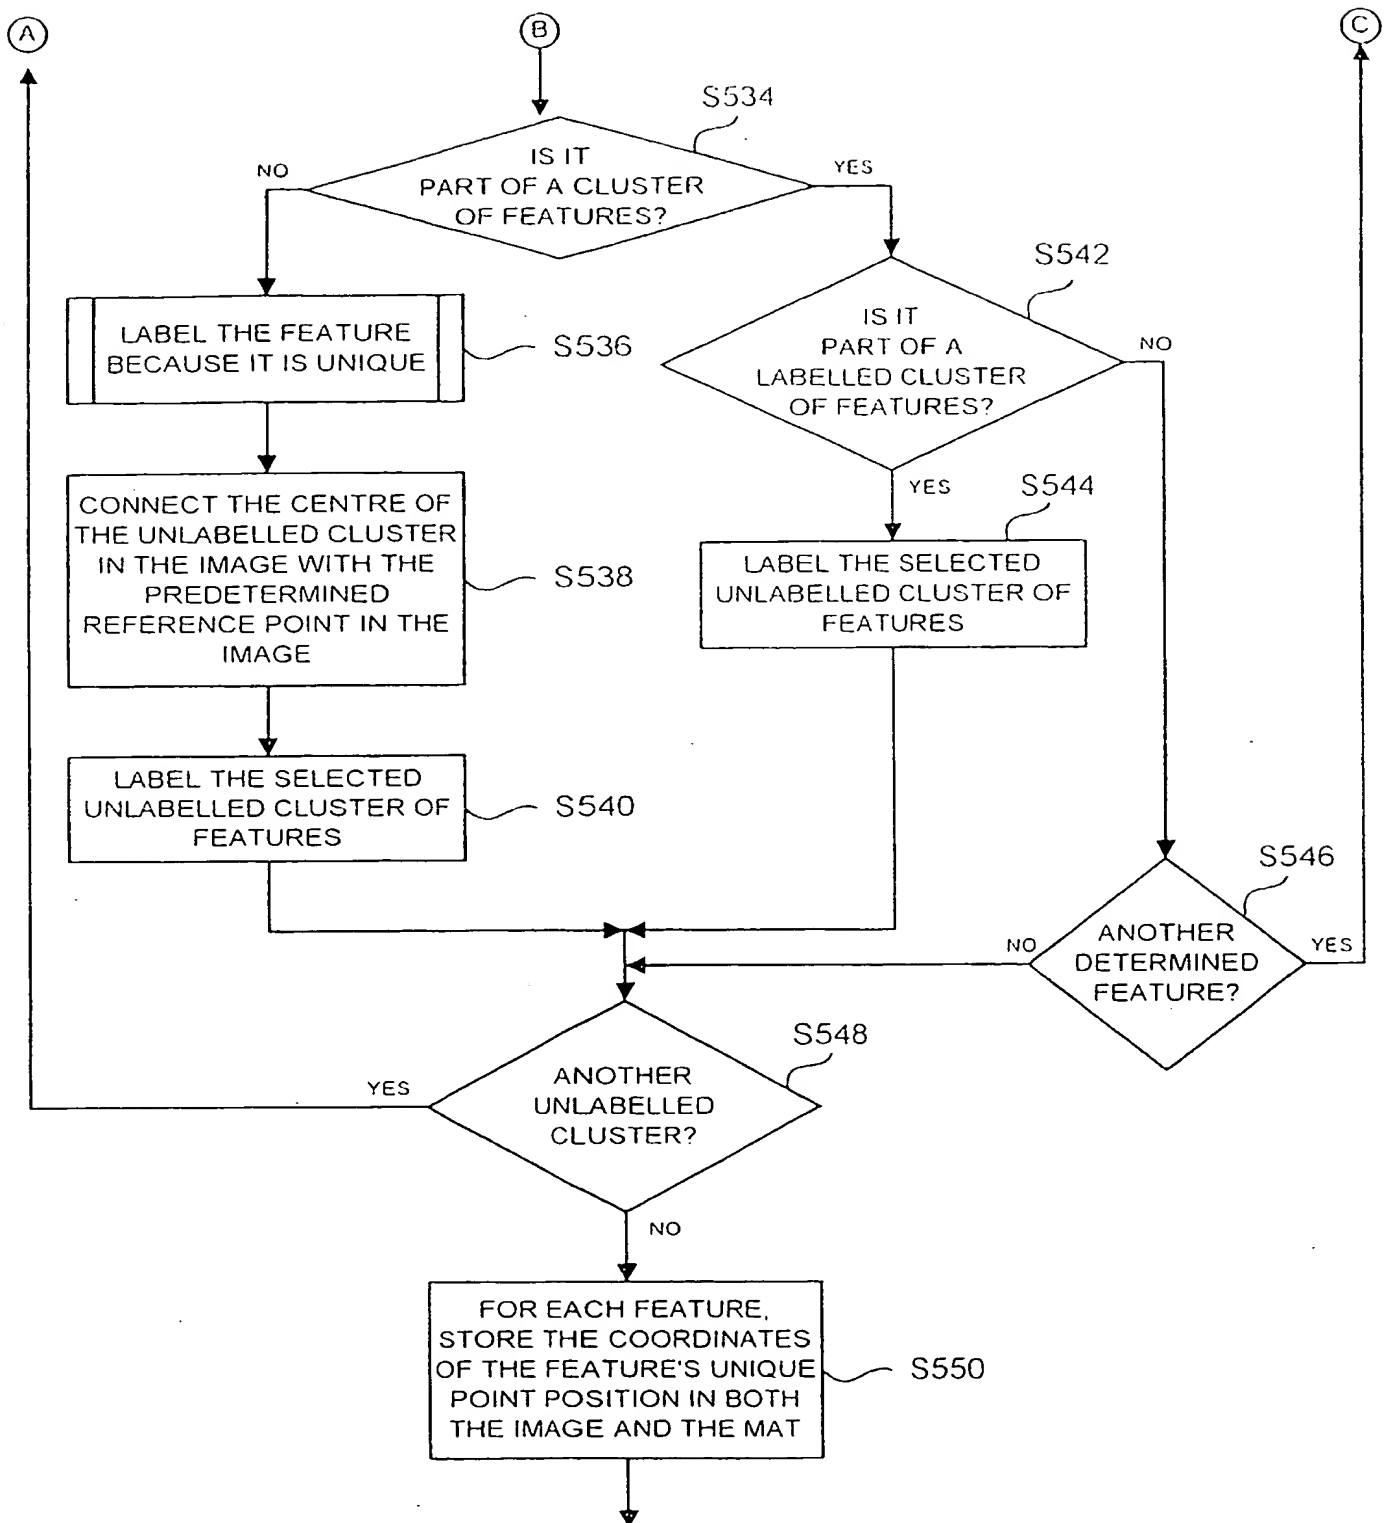 A
B
C
S534
IS IT
PART OF A CLUSTER
OF FEATURES?
NO
YES
S542
IS IT
PART OF A
LABELLED CLUSTER
OF FEATURES?
NO
YES
LABEL THE FEATURE
BECAUSE IT IS UNIQUE
S536
CONNECT THE CENTRE OF
THE UNLABELLED CLUSTER
IN THE IMAGE WITH THE
PREDETERMINED
REFERENCE POINT IN THE
IMAGE
S538
S544
LABEL THE SELECTED
UNLABELLED CLUSTER OF
FEATURES
LABEL THE SELECTED
UNLABELLED CLUSTER OF
FEATURES
S540
S546
ANOTHER
DETERMINED
FEATURE?
NO
YES
S548
ANOTHER
UNLABELLED
CLUSTER?
YES
NO
FOR EACH FEATURE,
STORE THE COORDINATES
OF THE FEATURE'S UNIQUE
POINT POSITION IN BOTH
THE IMAGE AND THE MAT
S550